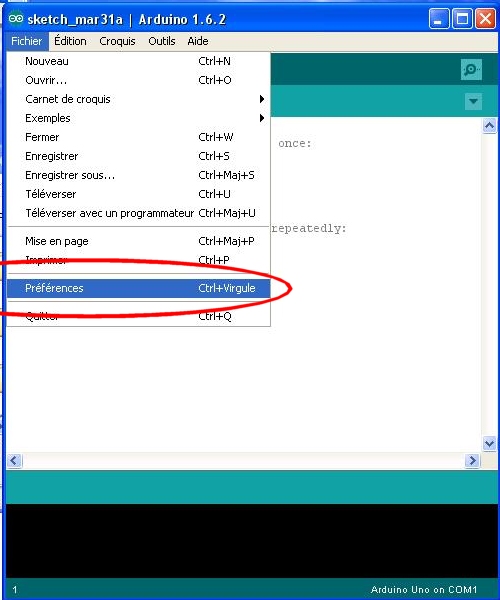 sketch_mar31a | Arduino 1.6.2
Fichier Édition Croquis Outils Aide
Nouveau Ctrl+N
Ouvrir... Ctrl+O
Carnet de croquis
Exemples
Fermer Ctrl+W
once:
Enregistrer Ctrl+S
Enregistrer sous... Ctrl+Maj+S
Téléverser Ctrl+U
Téléverser avec un programmateur Ctrl+Maj+U
repeatedly:
Mise en page Ctrl+Maj+P
Imprimer Ctrl+P
Préférences Ctrl+Virgule
Quitter Ctrl+Q
1 Arduino Uno on COM1